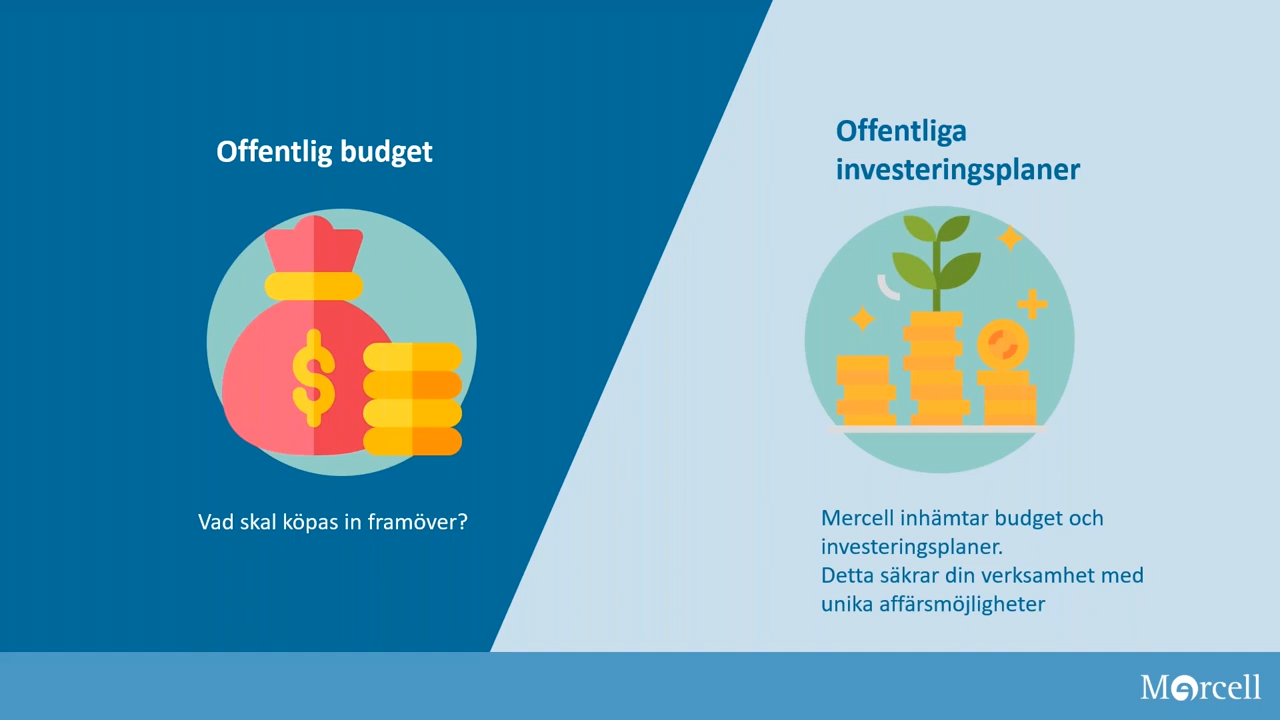 Offentlig budget
Vad skal köpas in framöver?
Offentliga
investeringsplaner
Mercell inhämtar budget och
investeringsplaner.
Detta säkrar din verksamhet med
unika affärsmöjligheter
Mercell